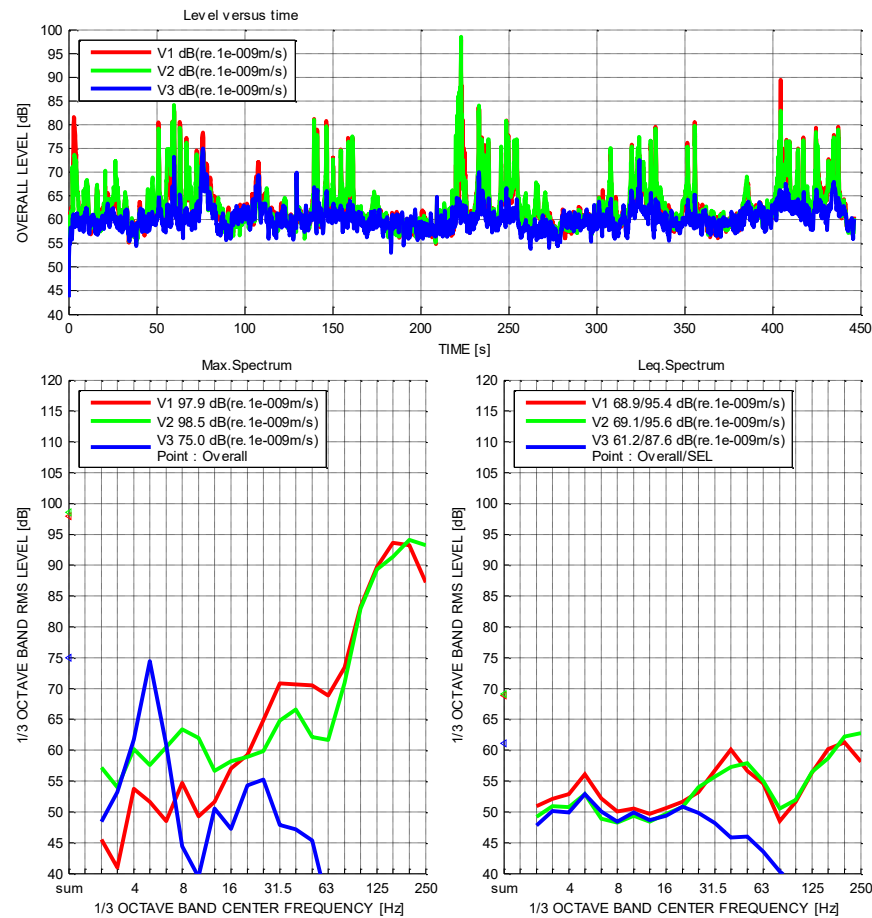 Level versus time
100
95
90
85
80
75
70
65
60
55
50
45
40
OVERALL LEVEL [dB]
V1 dB(re.1e-009m/s)
V2 dB(re.1e-009m/s)
V3 dB(re.1e-009m/s)
0 50 100 150 200 250 300 350 400 450
TIME [s]
Max.Spectrum
120
115
110
105
100
95
90
85
80
75
70
65
60
55
50
45
40
1/3 OCTAVE BAND RMS LEVEL [dB]
V1 97.9 dB(re.1e-009m/s)
V2 98.5 dB(re.1e-009m/s)
V3 75.0 dB(re.1e-009m/s)
Point : Overall
sum 4 8 16 31.5 63 125 250
1/3 OCTAVE BAND CENTER FREQUENCY [Hz]
Leq.Spectrum
120
115
110
105
100
95
90
85
80
75
70
65
60
55
50
45
40
1/3 OCTAVE BAND RMS LEVEL [dB]
V1 68.9/95.4 dB(re.1e-009m/s)
V2 69.1/95.6 dB(re.1e-009m/s)
V3 61.2/87.6 dB(re.1e-009m/s)
Point : Overall/SEL
sum 4 8 16 31.5 63 125 250
1/3 OCTAVE BAND CENTER FREQUENCY [Hz]